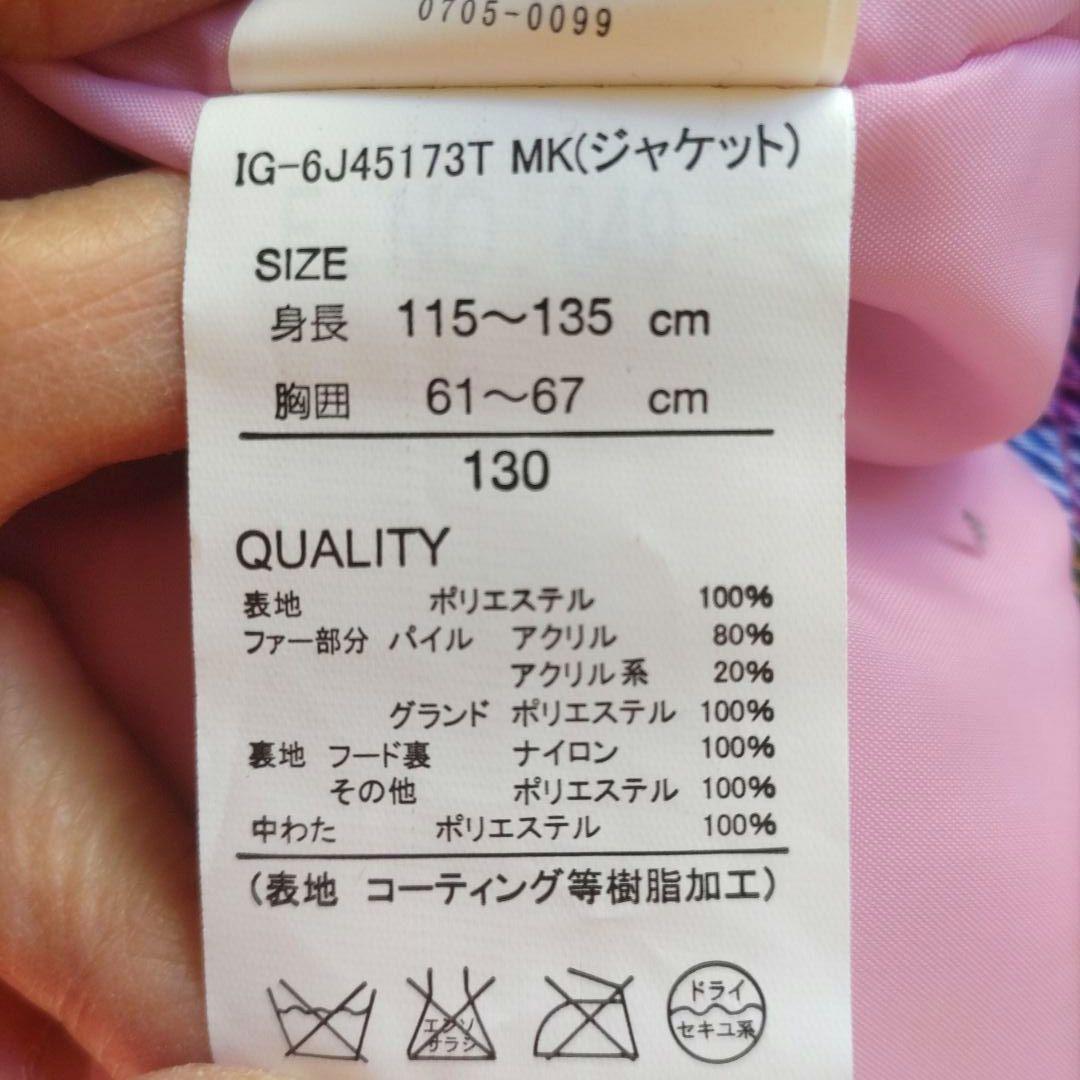 0705-0099
IG-6J45173T MK(ジャケット)
SIZE
身長 115～135 cm
胸囲 61～67 cm
130
QUALITY
表地 ポリエステル 100%
ファー部分 パイル アクリル 80%
アクリル系 20%
グランド ポリエステル 100%
裏地 フード裏 ナイロン 100%
その他 ポリエステル 100%
中わた ポリエステル 100%
(表地 コーティング等樹脂加工)
エンソ
サラシ
ドライ
セキユ系